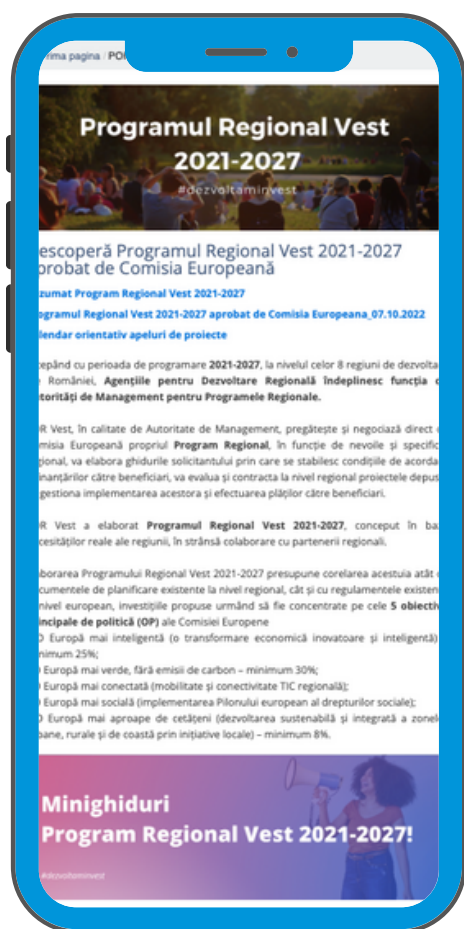 rima pagina / PO
Programul Regional Vest
2021-2027
#dezvoltaminvest
escoperă Programul Regional Vest 2021-2027
probat de Comisia Europeană
zumat Program Regional Vest 2021-2027
ogramul Regional Vest 2021-2027 aprobat de Comisia Europeana_07.10.2022
lendar orientativ apeluri de proiecte
epând cu perioada de programare 2021-2027, la nivelul celor 8 regiuni de dezvolta
României, Agențiile pentru Dezvoltare Regională îndeplinesc funcția d
utorități de Management pentru Programele Regionale.
R Vest, în calitate de Autoritate de Management, pregătește și negociază direct
misia Europeană propriul Program Regional, în funcție de nevoile și specific
gional, va elabora ghidurile solicitantului prin care se stabilesc condițiile de acorda
inanțărilor către beneficiari, va evalua și contracta la nivel regional proiectele depus
gestiona implementarea acestora și efectuarea plăților către beneficiari.
R Vest a elaborat Programul Regional Vest 2021-2027, conceput în ba
cesităților reale ale regiunii, în strânsă colaborare cu partenerii regionali.
borarea Programului Regional Vest 2021-2027 presupune corelarea acestuia atât
cumentele de planificare existente la nivel regional, cât și cu regulamentele existen
nivel european, investițiile propuse urmând să fie concentrate pe cele 5 obiectiv
incipale de politică (OP) ale Comisiei Europene
O Europă mai inteligentă (o transformare economică inovatoare și inteligentă)
nimum 25%;
Europă mai verde, fără emisii de carbon – minimum 30%;
Europă mai conectată (mobilitate și conectivitate TIC regională);
Europă mai socială (implementarea Pilonului european al drepturilor sociale);
O Europă mai aproape de cetățeni (dezvoltarea sustenabilă și integrată a zonel
bane, rurale și de coastă prin inițiative locale) – minimum 8%.
Minighiduri
Program Regional Vest 2021-2027!
#dezvoltaminvest